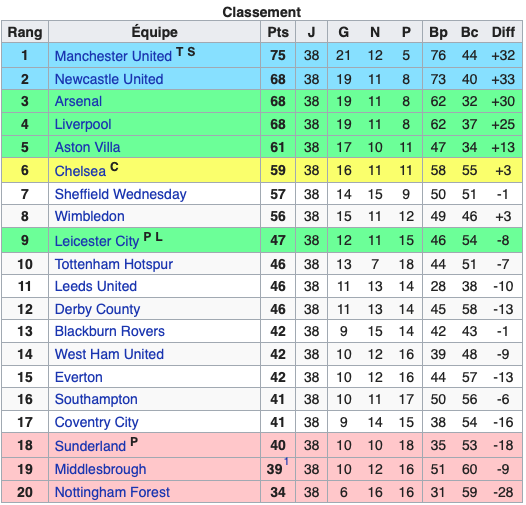 Classement
Rang Équipe Pts J G N P Bp Bc Diff
1 Manchester United T S 75 38 21 12 5 76 44 +32
2 Newcastle United 68 38 19 11 8 73 40 +33
3 Arsenal 68 38 19 11 8 62 32 +30
4 Liverpool 68 38 19 11 8 62 37 +25
5 Aston Villa 61 38 17 10 11 47 34 +13
6 Chelsea C 59 38 16 11 11 58 55 +3
7 Sheffield Wednesday 57 38 14 15 9 50 51 -1
8 Wimbledon 56 38 15 11 12 49 46 +3
9 Leicester City P L 47 38 12 11 15 46 54 -8
10 Tottenham Hotspur 46 38 13 7 18 44 51 -7
11 Leeds United 46 38 11 13 14 28 38 -10
12 Derby County 46 38 11 13 14 45 58 -13
13 Blackburn Rovers 42 38 9 15 14 42 43 -1
14 West Ham United 42 38 10 12 16 39 48 -9
15 Everton 42 38 10 12 16 44 57 -13
16 Southampton 41 38 10 11 17 50 56 -6
17 Coventry City 41 38 9 14 15 38 54 -16
18 Sunderland P 40 38 10 10 18 35 53 -18
19 Middlesbrough 39 1 38 10 12 16 51 60 -9
20 Nottingham Forest 34 38 6 16 16 31 59 -28